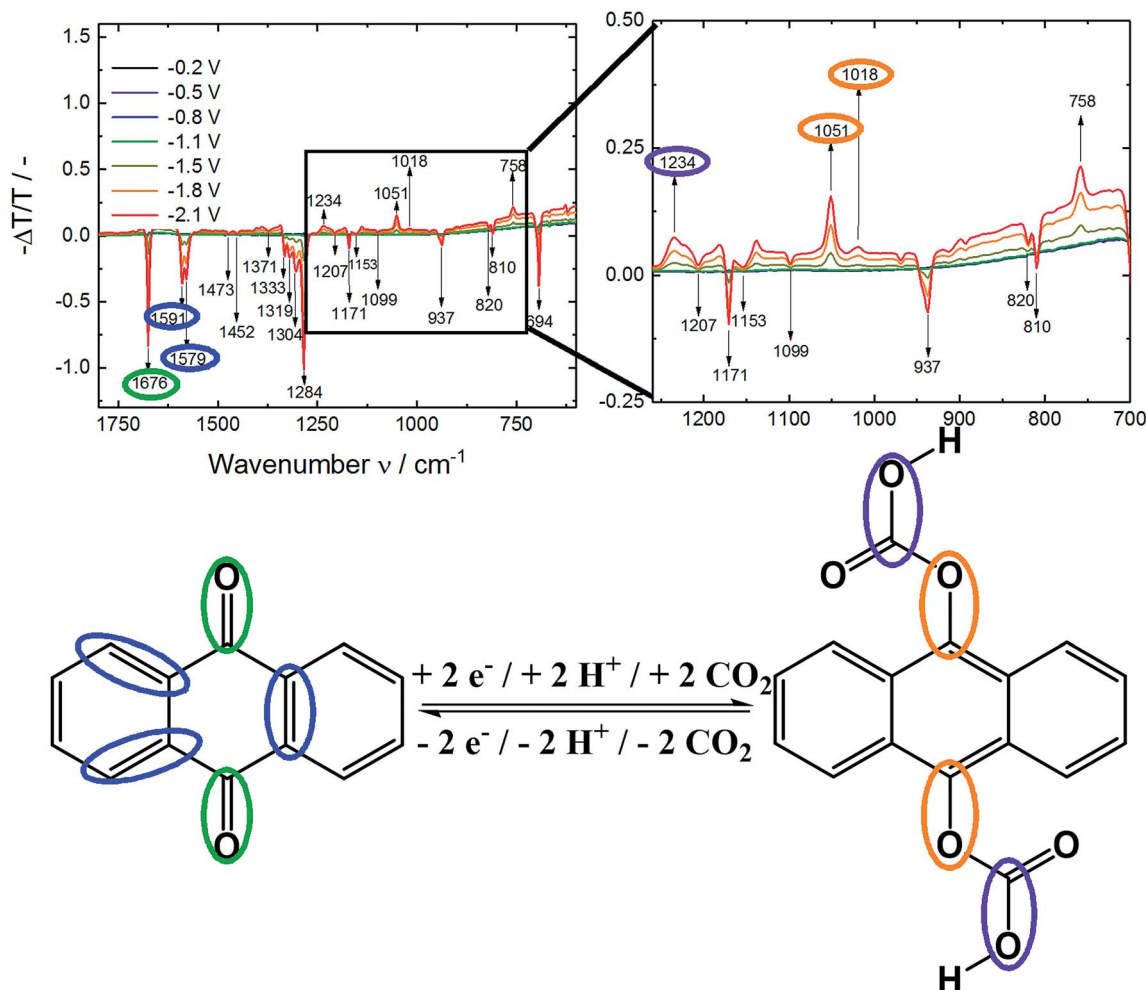 -ΔT/T / -
1.5
1.0
0.5
0.0
-0.5
-1.0
-0.2 V
-0.5 V
-0.8 V
-1.1 V
-1.5 V
-1.8 V
-2.1 V
1676
1591
1579
1473
1452
1371
1333
1319
1304
1284
1234
1207
1171
1153
1099
1051
1018
937
820
810
758
694
1750 1500 1250 1000 750
Wavenumber ν / cm⁻¹
0.50
0.25
0.00
-0.25
1234
1051
1018
758
1207
1171
1153
1099
937
820
810
1200 1100 1000 900 800 700
O
O
+ 2 e⁻ / + 2 H⁺ / + 2 CO₂
- 2 e⁻ / - 2 H⁺ / - 2 CO₂
H
O
O
O
O
O
O
H